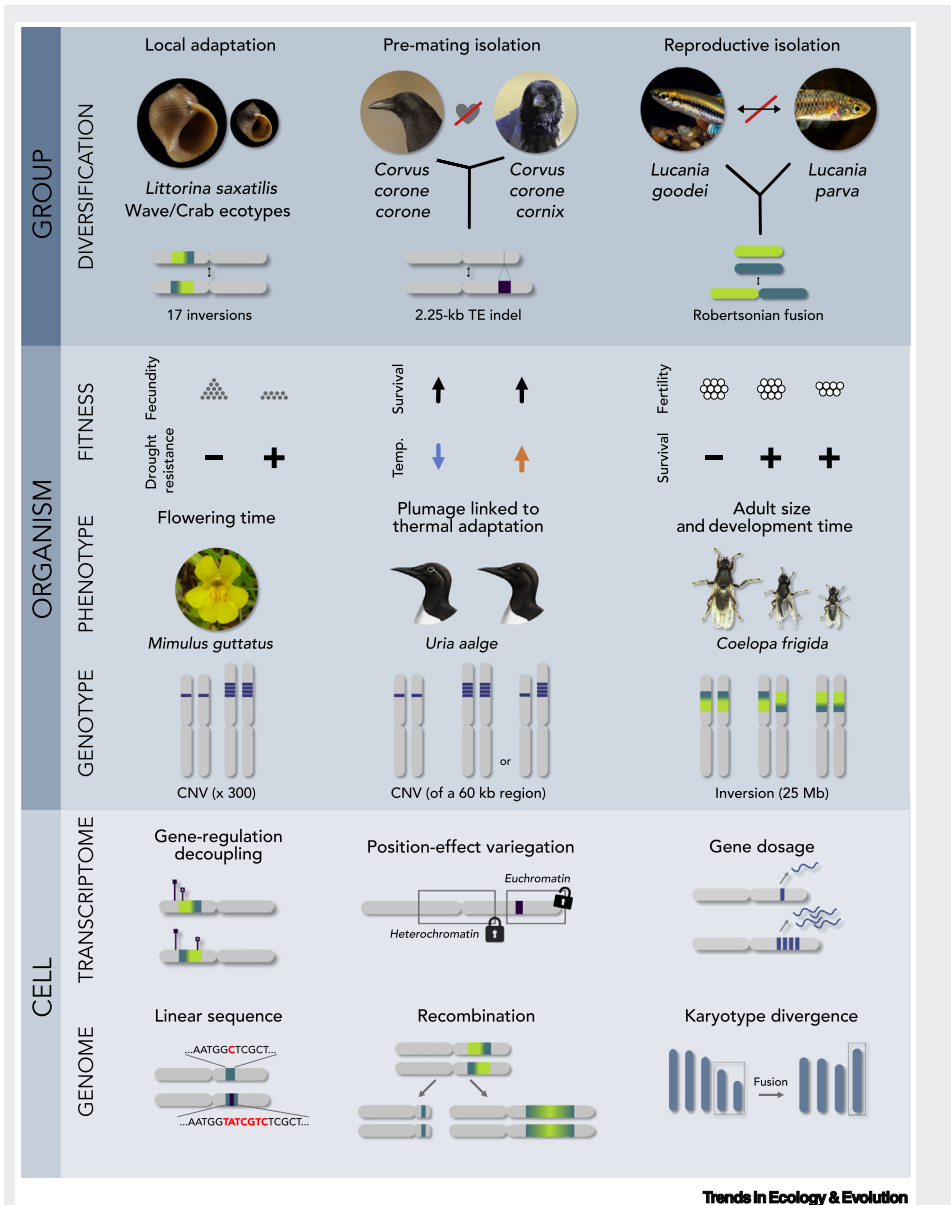 GROUP
DIVERSIFICATION
Local adaptation
Littorina saxatilis
Wave/Crab ecotypes
17 inversions
Pre-mating isolation
Corvus
corone
corone
Corvus
corone
cornix
2.25-kb TE indel
Reproductive isolation
Lucania
goodei
Lucania
parva
Robertsonian fusion
ORGANISM
FITNESS
Fecundity
Drought
resistance
Survival
Temp.
Fertility
Survival
PHENOTYPE
Flowering time
Mimulus guttatus
Plumage linked to
thermal adaptation
Uria aalge
Adult size
and development time
Coelopa frigida
GENOTYPE
CNV (x 300)
or
CNV (of a 60 kb region)
Inversion (25 Mb)
CELL
TRANSCRIPTOME
Gene-regulation
decoupling
Position-effect variegation
Euchromatin
Heterochromatin
Gene dosage
GENOME
Linear sequence
...AATGGCTCGCT...
...AATGGTATCGTCTCGCT...
Recombination
Karyotype divergence
Fusion
Trends in Ecology & Evolution